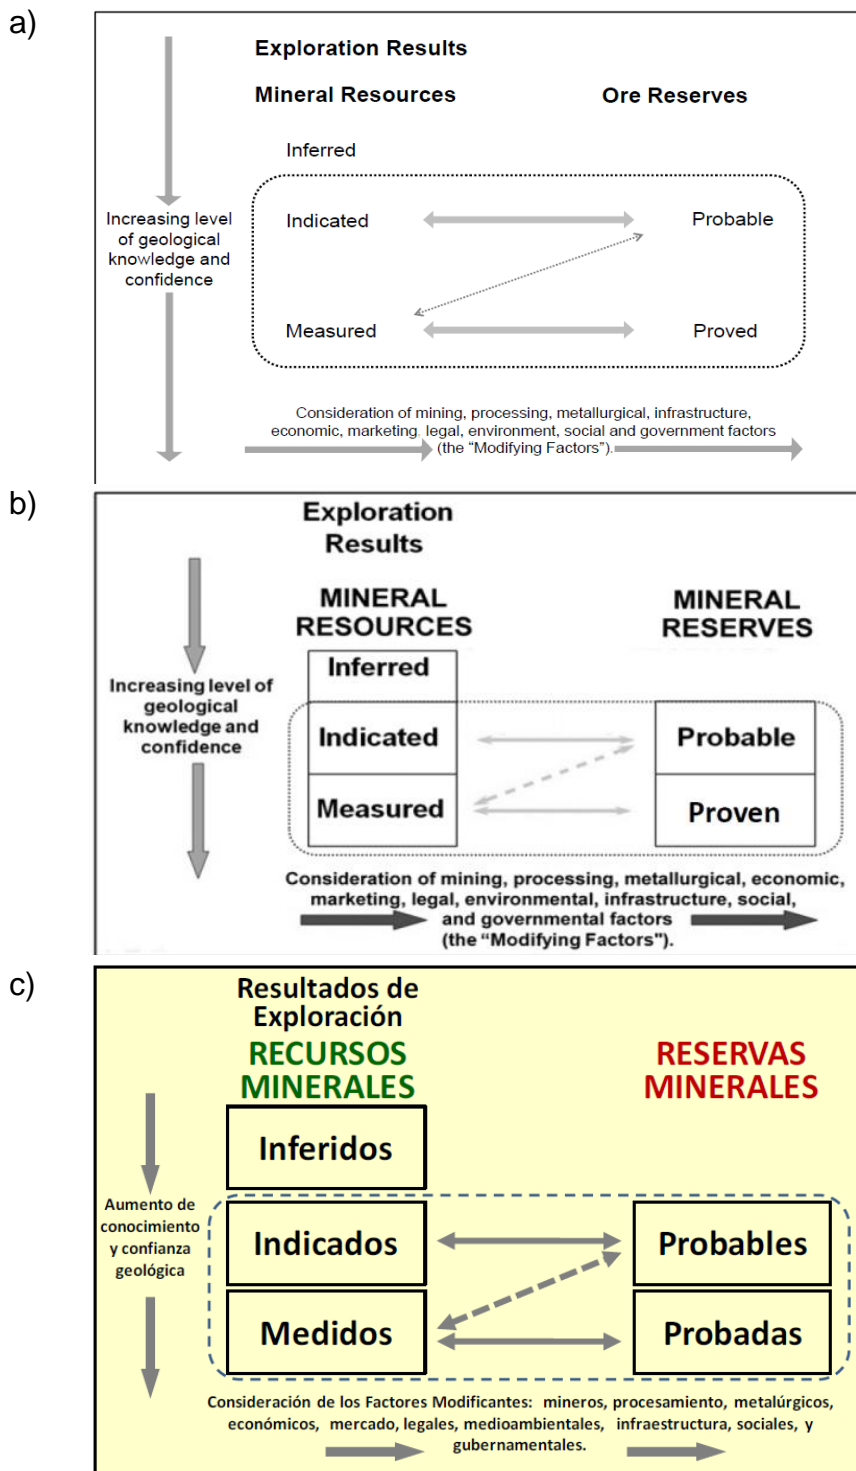 a)
Exploration Results
Mineral Resources
Ore Reserves
Inferred
Indicated
Probable
Increasing level
of geological
knowledge and
confidence
Measured
Proved
Consideration of mining, processing, metallurgical, infrastructure,
economic, marketing, legal, environment, social and government factors
(the “Modifying Factors”).
b)
Exploration
Results
MINERAL
RESOURCES
MINERAL
RESERVES
Inferred
Increasing level of
geological
knowledge and
confidence
Indicated
Probable
Measured
Proven
Consideration of mining, processing, metallurgical, economic,
marketing, legal, environmental, infrastructure, social,
and governmental factors
(the “Modifying Factors").
c)
Resultados de
Exploración
RECURSOS
MINERALES
RESERVAS
MINERALES
Inferidos
Aumento de
conocimiento
y confianza
geológica
Indicados
Probables
Medidos
Probadas
Consideración de los Factores Modificantes: mineros, procesamiento, metalúrgicos,
económicos, mercado, legales, medioambientales, infraestructura, sociales, y
gubernamentales.